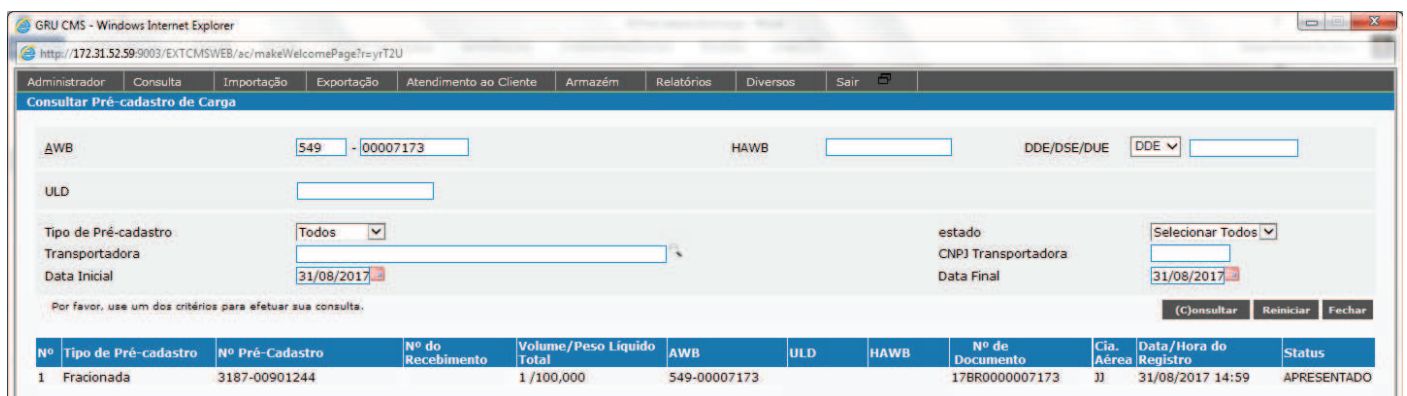 GRU CMS - Windows Internet Explorer
http://172.31.52.59:9003/EXTCMSWEB/ac/makeWelcomePage?r=yrT2U
Administrador Consulta Importação Exportação Atendimento ao Cliente Armazém Relatórios Diversos Sair
Consultar Pré-cadastro de Carga
AWB 549 - 00007173 HAWB DDE/DSE/DUE DDE
ULD
Tipo de Pré-cadastro Todos estado Selecionar Todos
Transportadora CNPJ Transportadora
Data Inicial 31/08/2017 Data Final 31/08/2017
Por favor, use um dos critérios para efetuar sua consulta. (C)onsultar Reiniciar Fechar
Nº Tipo de Pré-cadastro Nº Pré-Cadastro Nº do Recebimento Volume/Peso Líquido Total AWB ULD HAWB Nº de Documento Cia. Aérea Data/Hora do Registro Status
1 Fracionada 3187-00901244 1 /100,000 549-00007173 17BR0000007173 JJ 31/08/2017 14:59 APRESENTADO